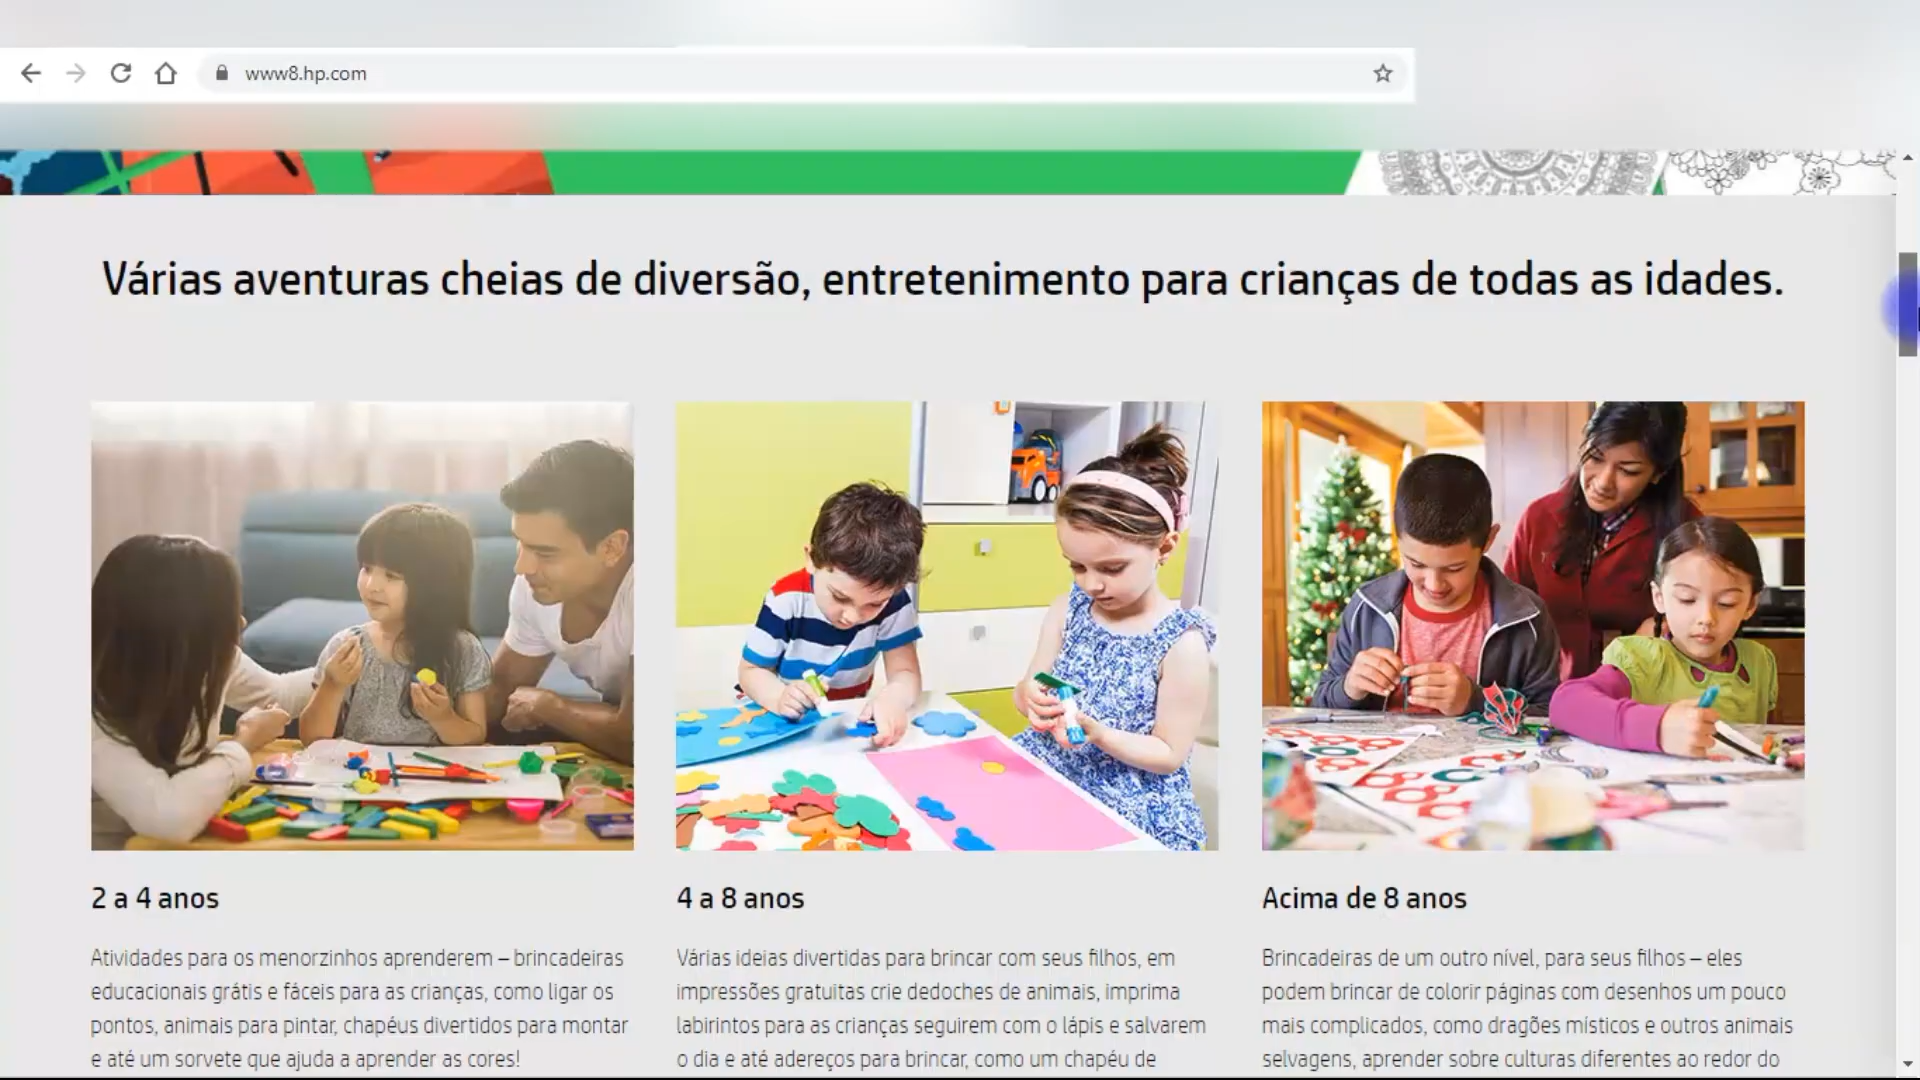 www8.hp.com
Várias aventuras cheias de diversão, entretenimento para crianças de todas as idades.
2 a 4 anos
Atividades para os menorzinhos aprenderem – brincadeiras
educacionais grátis e fáceis para as crianças, como ligar os
pontos, animais para pintar, chapéus divertidos para montar
e até um sorvete que ajuda a aprender as cores!
4 a 8 anos
Várias ideias divertidas para brincar com seus filhos, em
impressões gratuitas crie dedoches de animais, imprima
labirintos para as crianças seguirem com o lápis e salvarem
o dia e até adereços para brincar, como um chapéu de
Acima de 8 anos
Brincadeiras de um outro nível, para seus filhos – eles
podem brincar de colorir páginas com desenhos um pouco
mais complicados, como dragões místicos e outros animais
selvagens, aprender sobre culturas diferentes ao redor do